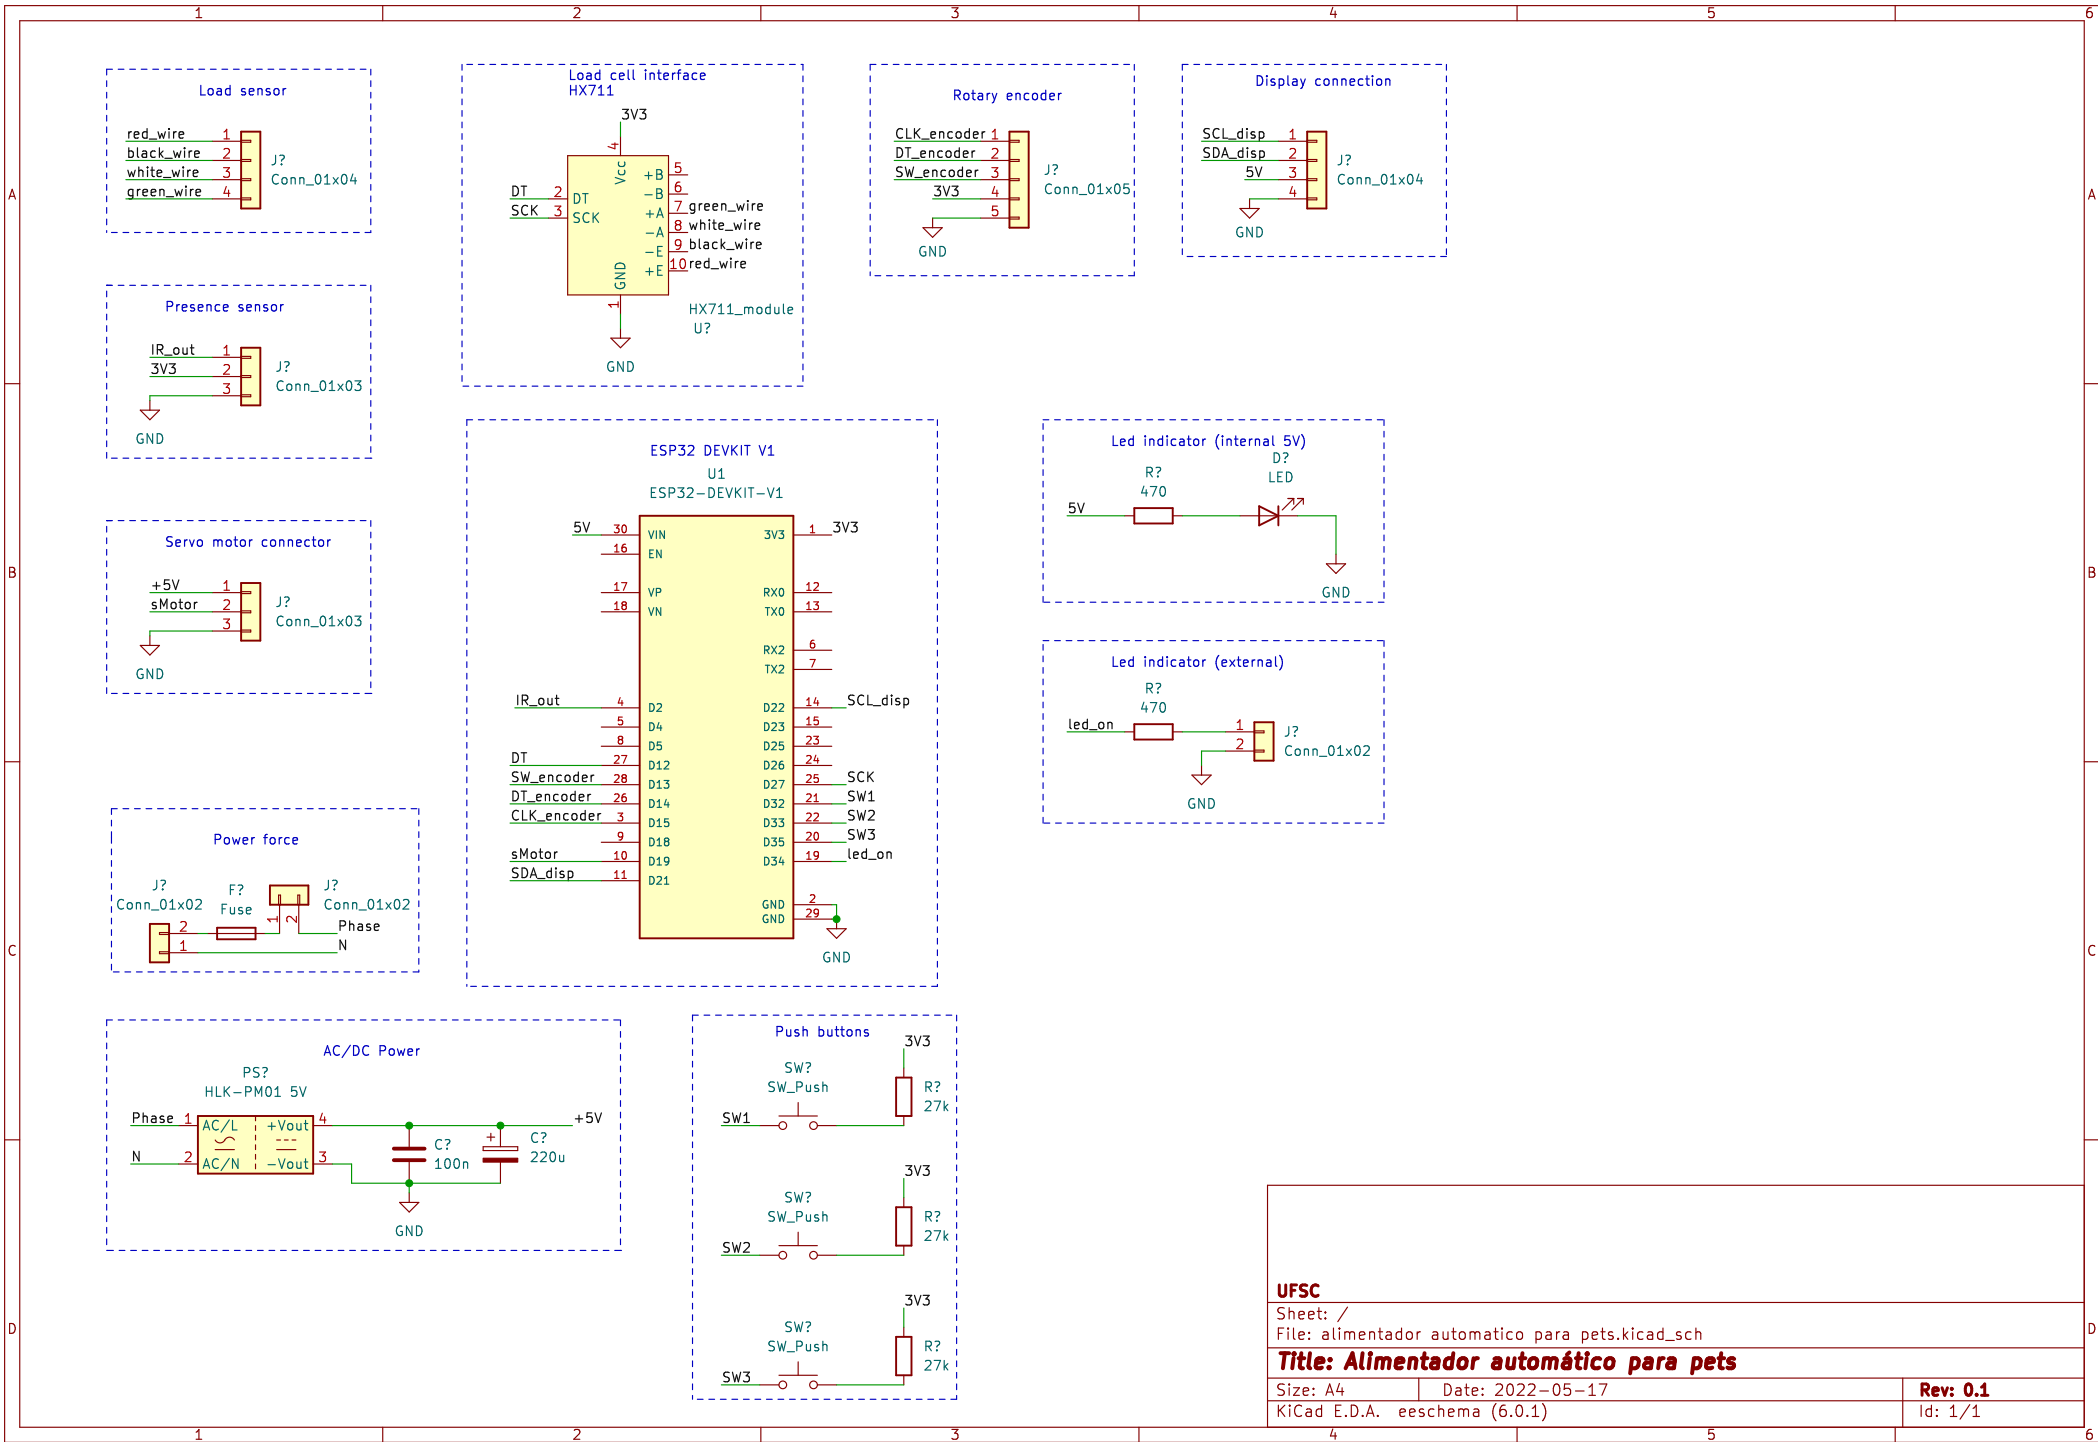 1 2 3 4 5 6
A
B
C
D
A
B
C
D
1 2 3 4 5 6
Load sensor
red_wire 1
black_wire 2
white_wire 3
green_wire 4
J?
Conn_01x04
Presence sensor
IR_out 1
3V3 2
3
J?
Conn_01x03
GND
Servo motor connector
+5V 1
sMotor 2
3
J?
Conn_01x03
GND
Power force
J?
Conn_01x02
F?
Fuse
J?
Conn_01x02
2
1
1
2
Phase
N
AC/DC Power
PS?
HLK-PM01 5V
Phase 1 AC/L +Vout 4
N 2 AC/N -Vout 3
+5V
C?
100n
+
C?
220u
GND
Load cell interface
HX711
3V3
4
Vcc
+B 5
-B 6
DT 2 DT
SCK 3 SCK
+A 7 green_wire
-A 8 white_wire
-E 9 black_wire
+E 10 red_wire
GND
1
HX711_module
U?
GND
ESP32 DEVKIT V1
U1
ESP32-DEVKIT-V1
5V 30 VIN 3V3 1 3V3
16 EN
17 VP RX0 12
18 VN TX0 13
RX2 6
TX2 7
IR_out 4 D2 D22 14 SCL_disp
5 D4 D23 15
8 D5 D25 23
DT 27 D12 D26 24
SW_encoder 28 D13 D27 25 SCK
DT_encoder 26 D14 D32 21 SW1
CLK_encoder 3 D15 D33 22 SW2
9 D18 D35 20 SW3
sMotor 10 D19 D34 19 led_on
SDA_disp 11 D21
GND 2
GND 29
GND
Push buttons
3V3
SW?
SW_Push
R?
27k
SW1
3V3
SW?
SW_Push
R?
27k
SW2
3V3
SW?
SW_Push
R?
27k
SW3
Rotary encoder
CLK_encoder 1
DT_encoder 2
SW_encoder 3
3V3 4
5
J?
Conn_01x05
GND
Display connection
SCL_disp 1
SDA_disp 2
5V 3
4
J?
Conn_01x04
GND
Led indicator (internal 5V)
R?
470
D?
LED
5V
GND
Led indicator (external)
R?
470
led_on
1
2
J?
Conn_01x02
GND
UFSC
Sheet: /
File: alimentador automatico para pets.kicad_sch
Title: Alimentador automático para pets
Size: A4 Date: 2022-05-17 Rev: 0.1
KiCad E.D.A. eeschema (6.0.1) Id: 1/1